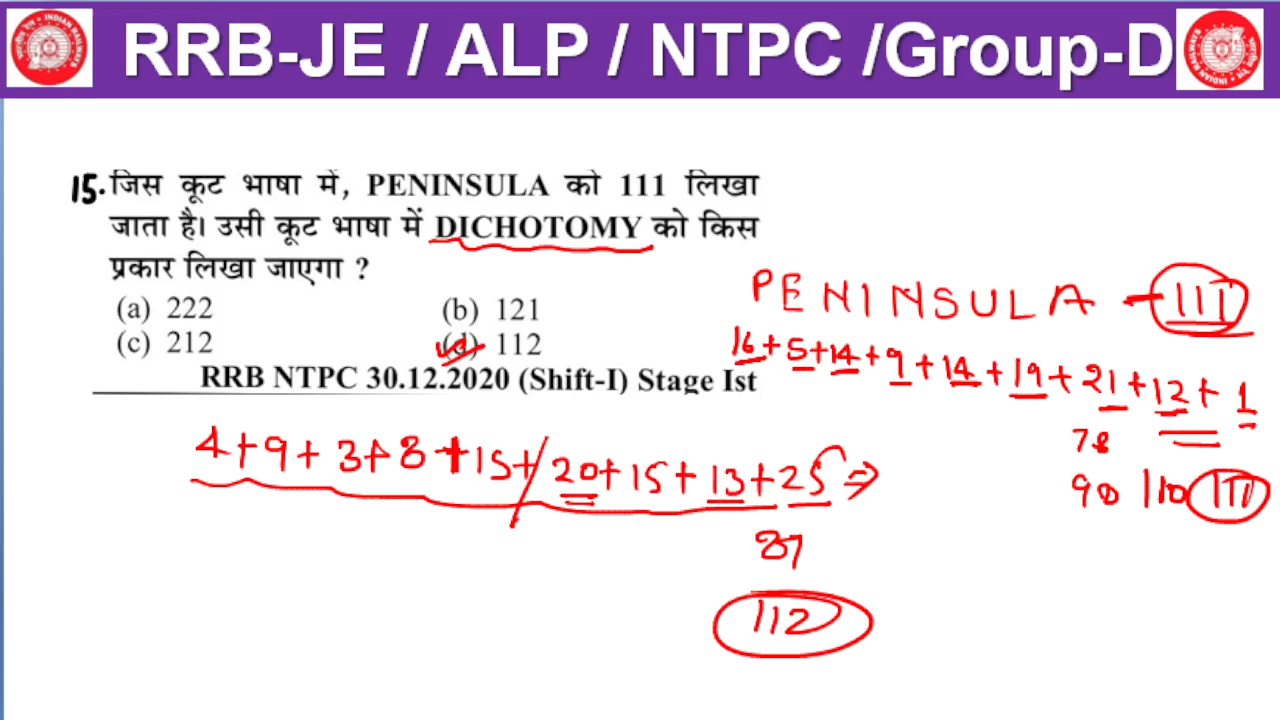 RRB-JE / ALP / NTPC /Group-D
15. जिस कूट भाषा में, PENINSULA को 111 लिखा
जाता है। उसी कूट भाषा में DICHOTOMY को किस
प्रकार लिखा जाएगा ?
(a) 222 (b) 121
(c) 212 (d) 112
RRB NTPC 30.12.2020 (Shift-I) Stage Ist
PENINSULA - 111
16+5+14+9+14+19+21+12+1
78
98 110 111
4+9+3+8+15+20+15+13+25 ⇒
87
112